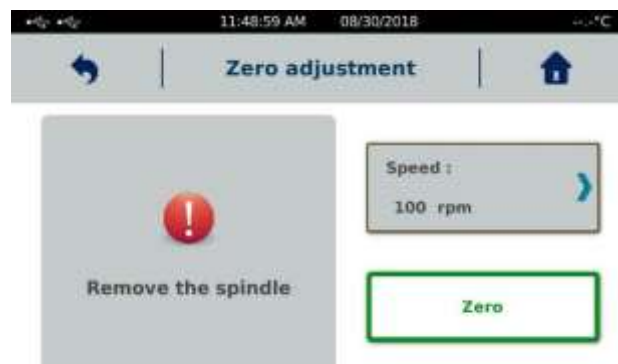 11:48:59 AM 08/30/2018 --.-°C
Zero adjustment
Speed :
100 rpm
Remove the spindle
Zero